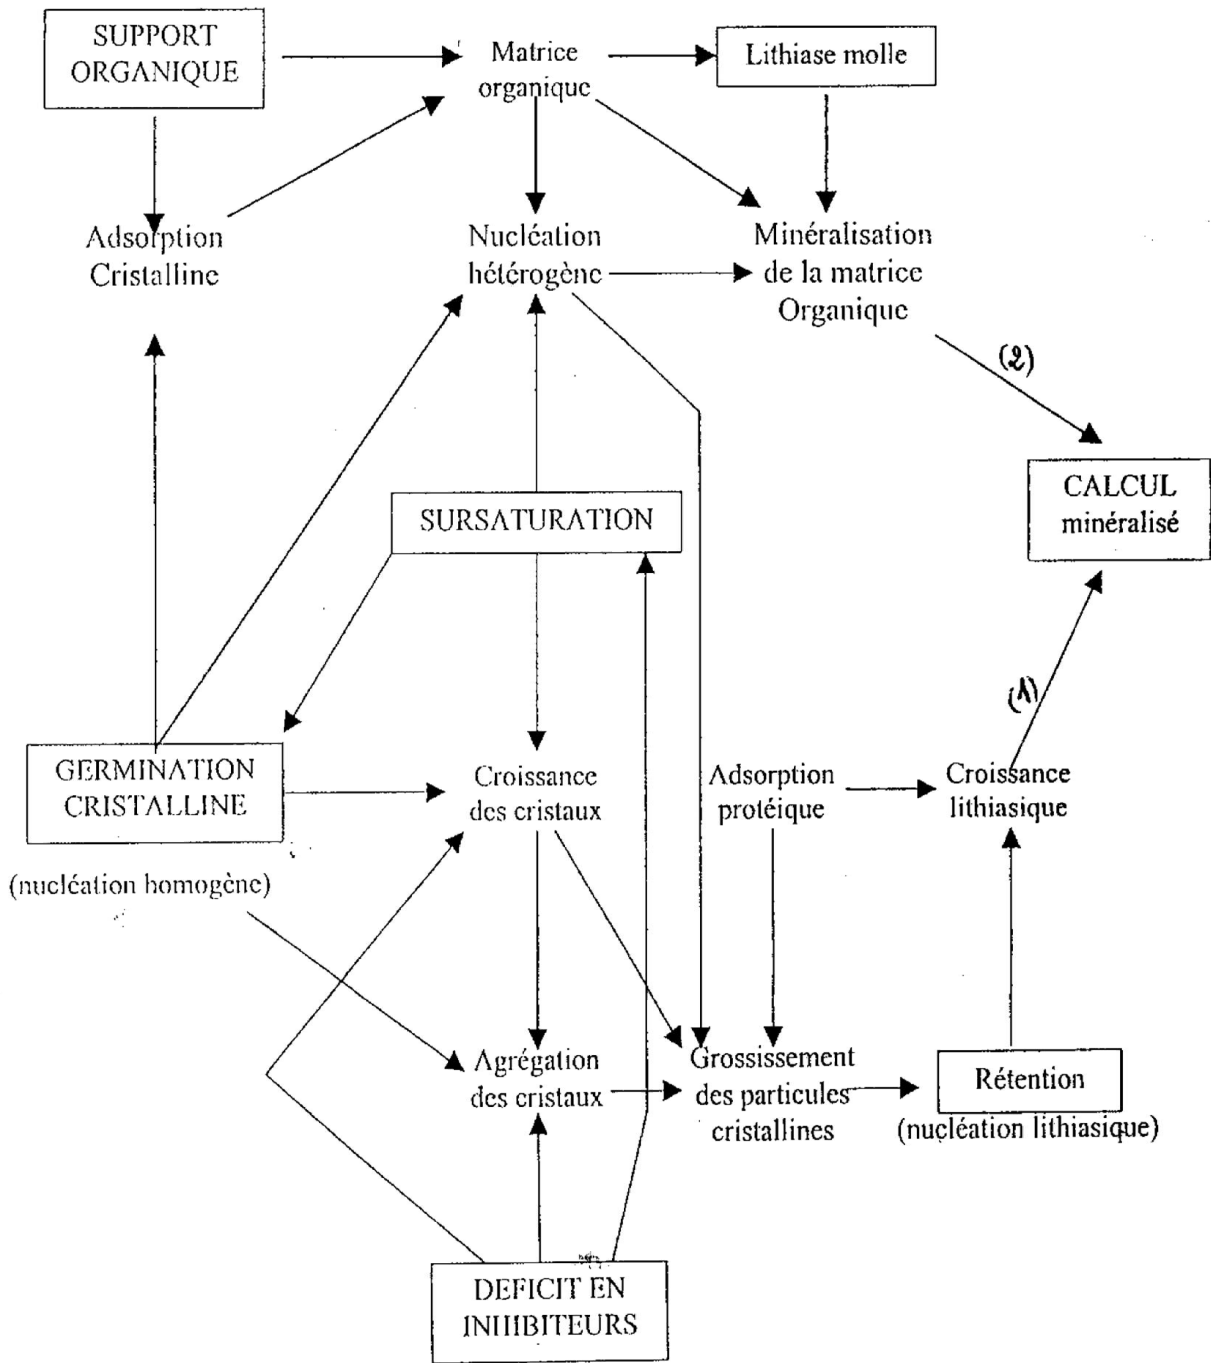 SUPPORT
ORGANIQUE
Matrice
organique
Lithiase molle
Adsorption
Cristalline
Nucléation
hétérogène
Minéralisation
de la matrice
Organique
(2)
CALCUL
minéralisé
SURSATURATION
(1)
GERMINATION
CRISTALLINE
(nucléation homogène)
Croissance
des cristaux
Adsorption
protéique
Croissance
lithiasique
Agrégation
des cristaux
Grossissement
des particules
cristallines
Rétention
(nucléation lithiasique)
DEFICIT EN
INHIBITEURS